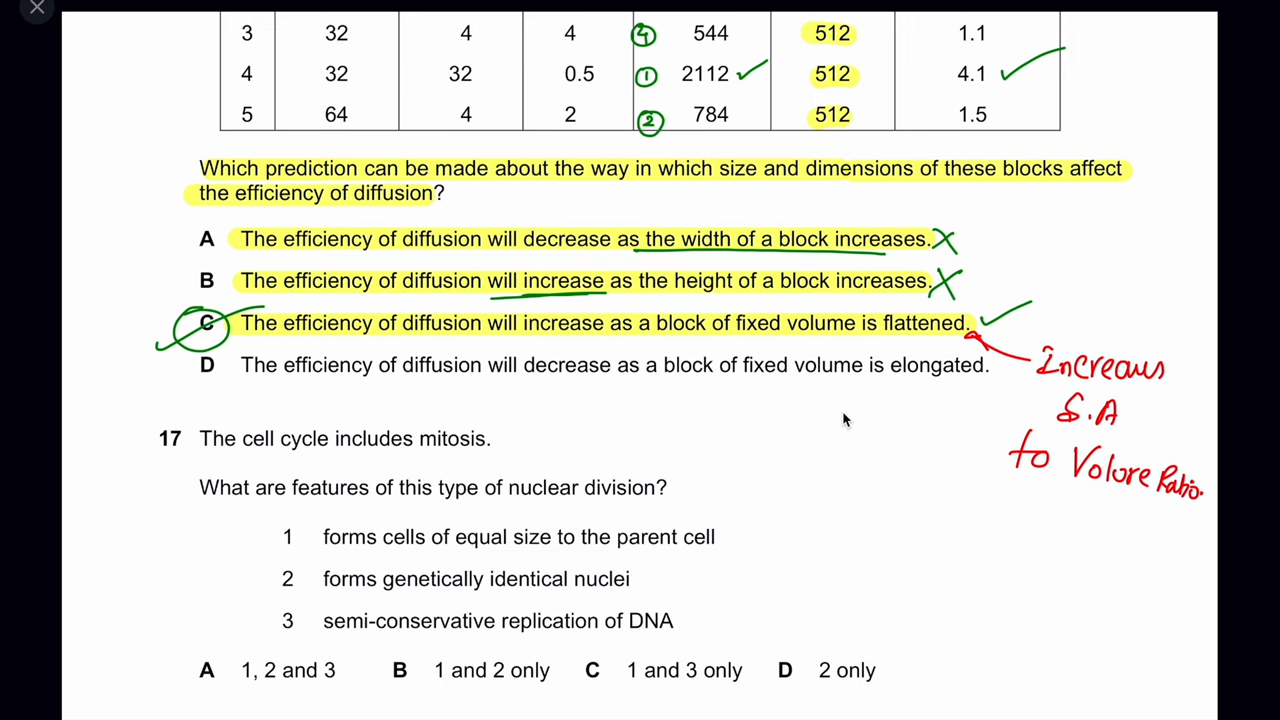 3 32 4 4 ④ 544 512 1.1
4 32 32 0.5 ① 2112 512 4.1
5 64 4 2 ② 784 512 1.5
Which prediction can be made about the way in which size and dimensions of these blocks affect
the efficiency of diffusion?
A The efficiency of diffusion will decrease as the width of a block increases.
B The efficiency of diffusion will increase as the height of a block increases.
C The efficiency of diffusion will increase as a block of fixed volume is flattened.
D The efficiency of diffusion will decrease as a block of fixed volume is elongated.
Increaus
S.A
to Volure Ratio.
17 The cell cycle includes mitosis.
What are features of this type of nuclear division?
1 forms cells of equal size to the parent cell
2 forms genetically identical nuclei
3 semi-conservative replication of DNA
A 1, 2 and 3 B 1 and 2 only C 1 and 3 only D 2 only